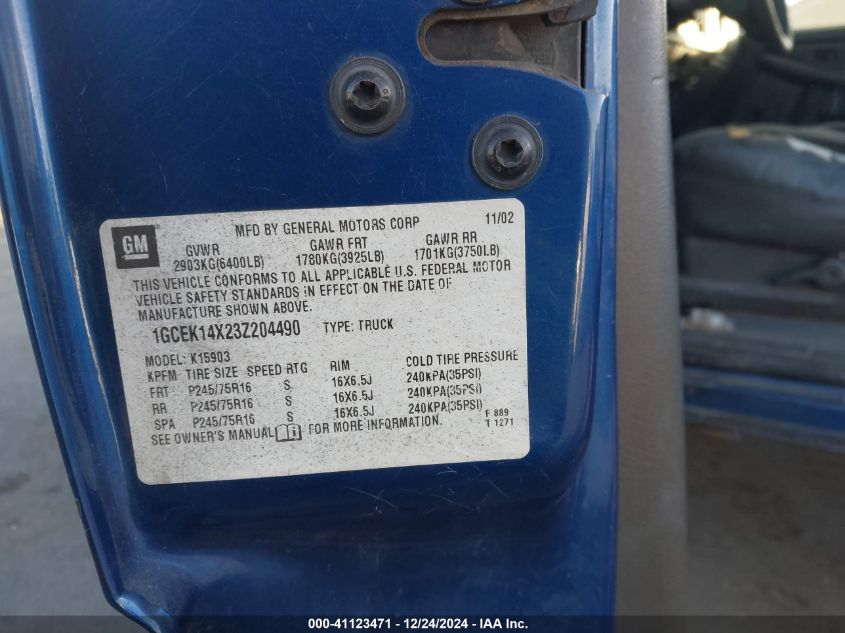 GM
MFD BY GENERAL MOTORS CORP 11/02
GVWR GAWR FRT GAWR RR
2903KG(6400LB) 1780KG(3925LB) 1701KG(3750LB)
THIS VEHICLE CONFORMS TO ALL APPLICABLE U.S. FEDERAL MOTOR
VEHICLE SAFETY STANDARDS IN EFFECT ON THE DATE OF
MANUFACTURE SHOWN ABOVE.
1GCEK14X23Z204490 TYPE: TRUCK
MODEL: K15903
KPFM TIRE SIZE SPEED RTG RIM COLD TIRE PRESSURE
FRT P245/75R16 S 16X6.5J 240KPA(35PSI)
RR P245/75R16 S 16X6.5J 240KPA(35PSI)
SPA P245/75R16 S 16X6.5J 240KPA(35PSI)
SEE OWNER'S MANUAL FOR MORE INFORMATION.
F 889
T 1271
000-41123471 - 12/24/2024 - IAA Inc.